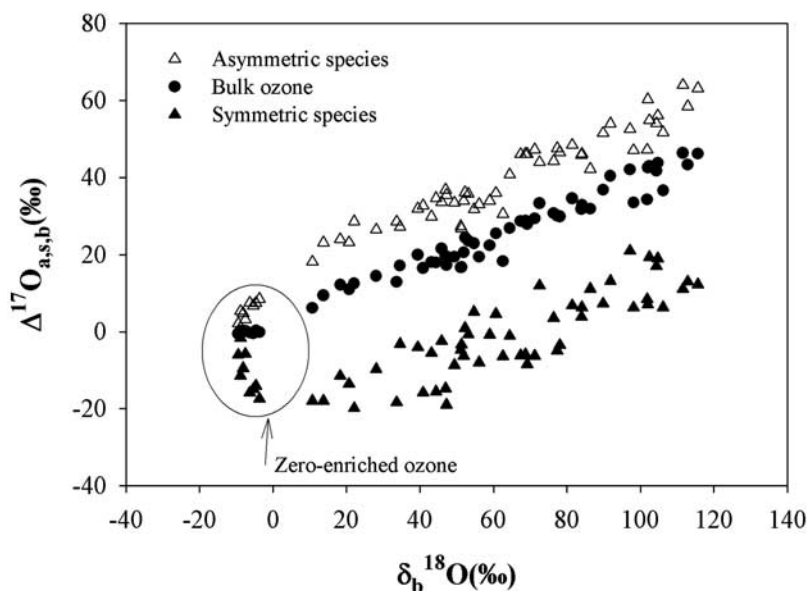 80
60
40
20
0
-20
-40
Δ¹⁷Oₐ,ₛ,b(‰)
△ Asymmetric species
● Bulk ozone
▲ Symmetric species
Zero-enriched ozone
-40 -20 0 20 40 60 80 100 120 140
δb¹⁸O(‰)